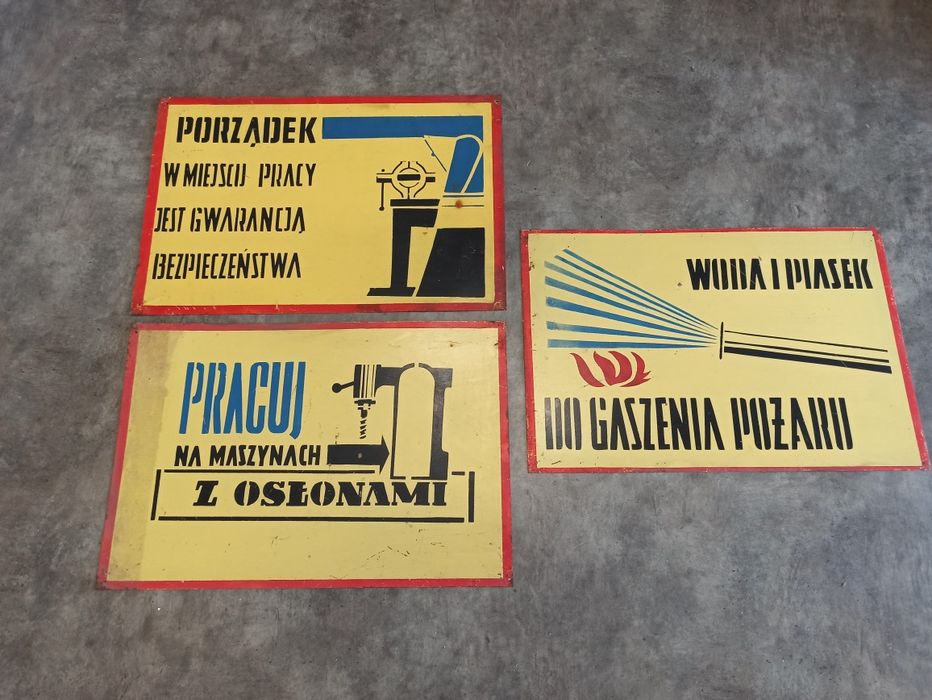 PORZĄDEK
W MIEJSCU PRACY
JEST GWARANCJĄ
BEZPIECZEŃSTWA
PRACUJ
NA MASZYNACH
Z OSŁONAMI
WODA I PIASEK
DO GASZENIA POŻARU